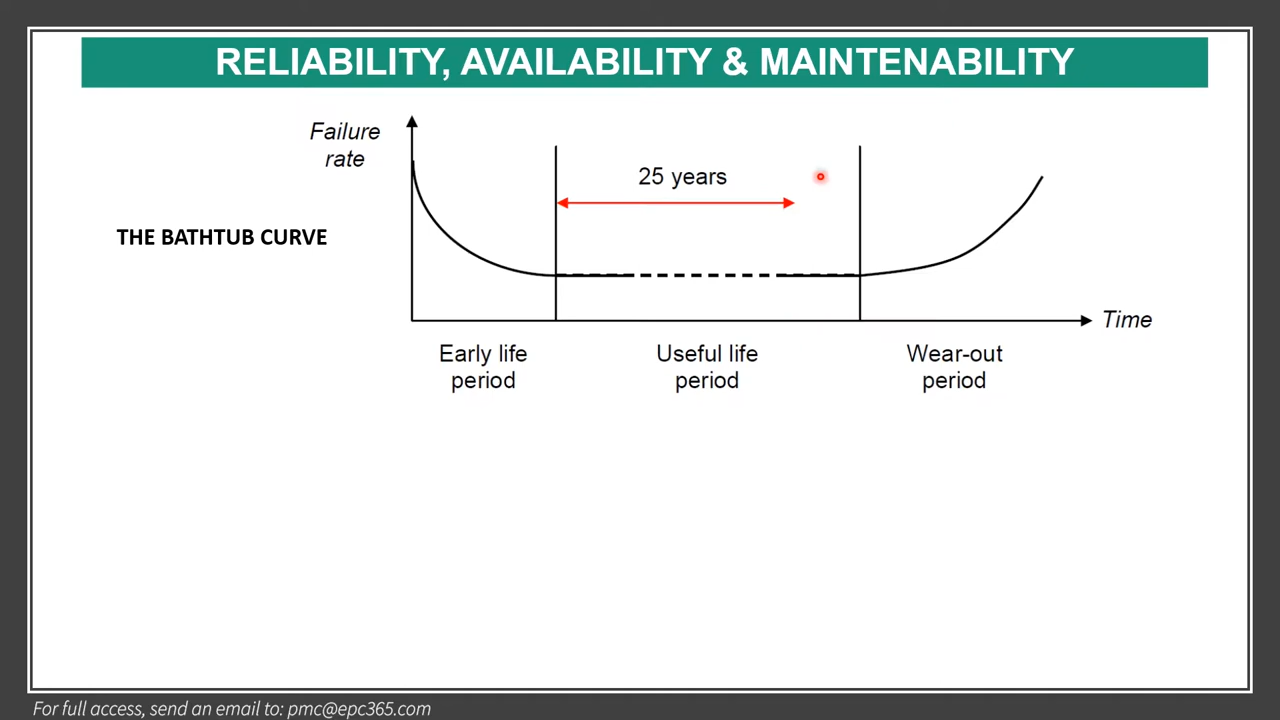 RELIABILITY, AVAILABILITY & MAINTENABILITY
Failure
rate
25 years
THE BATHTUB CURVE
Time
Early life
period
Useful life
period
Wear-out
period
For full access, send an email to: pmc@epc365.com